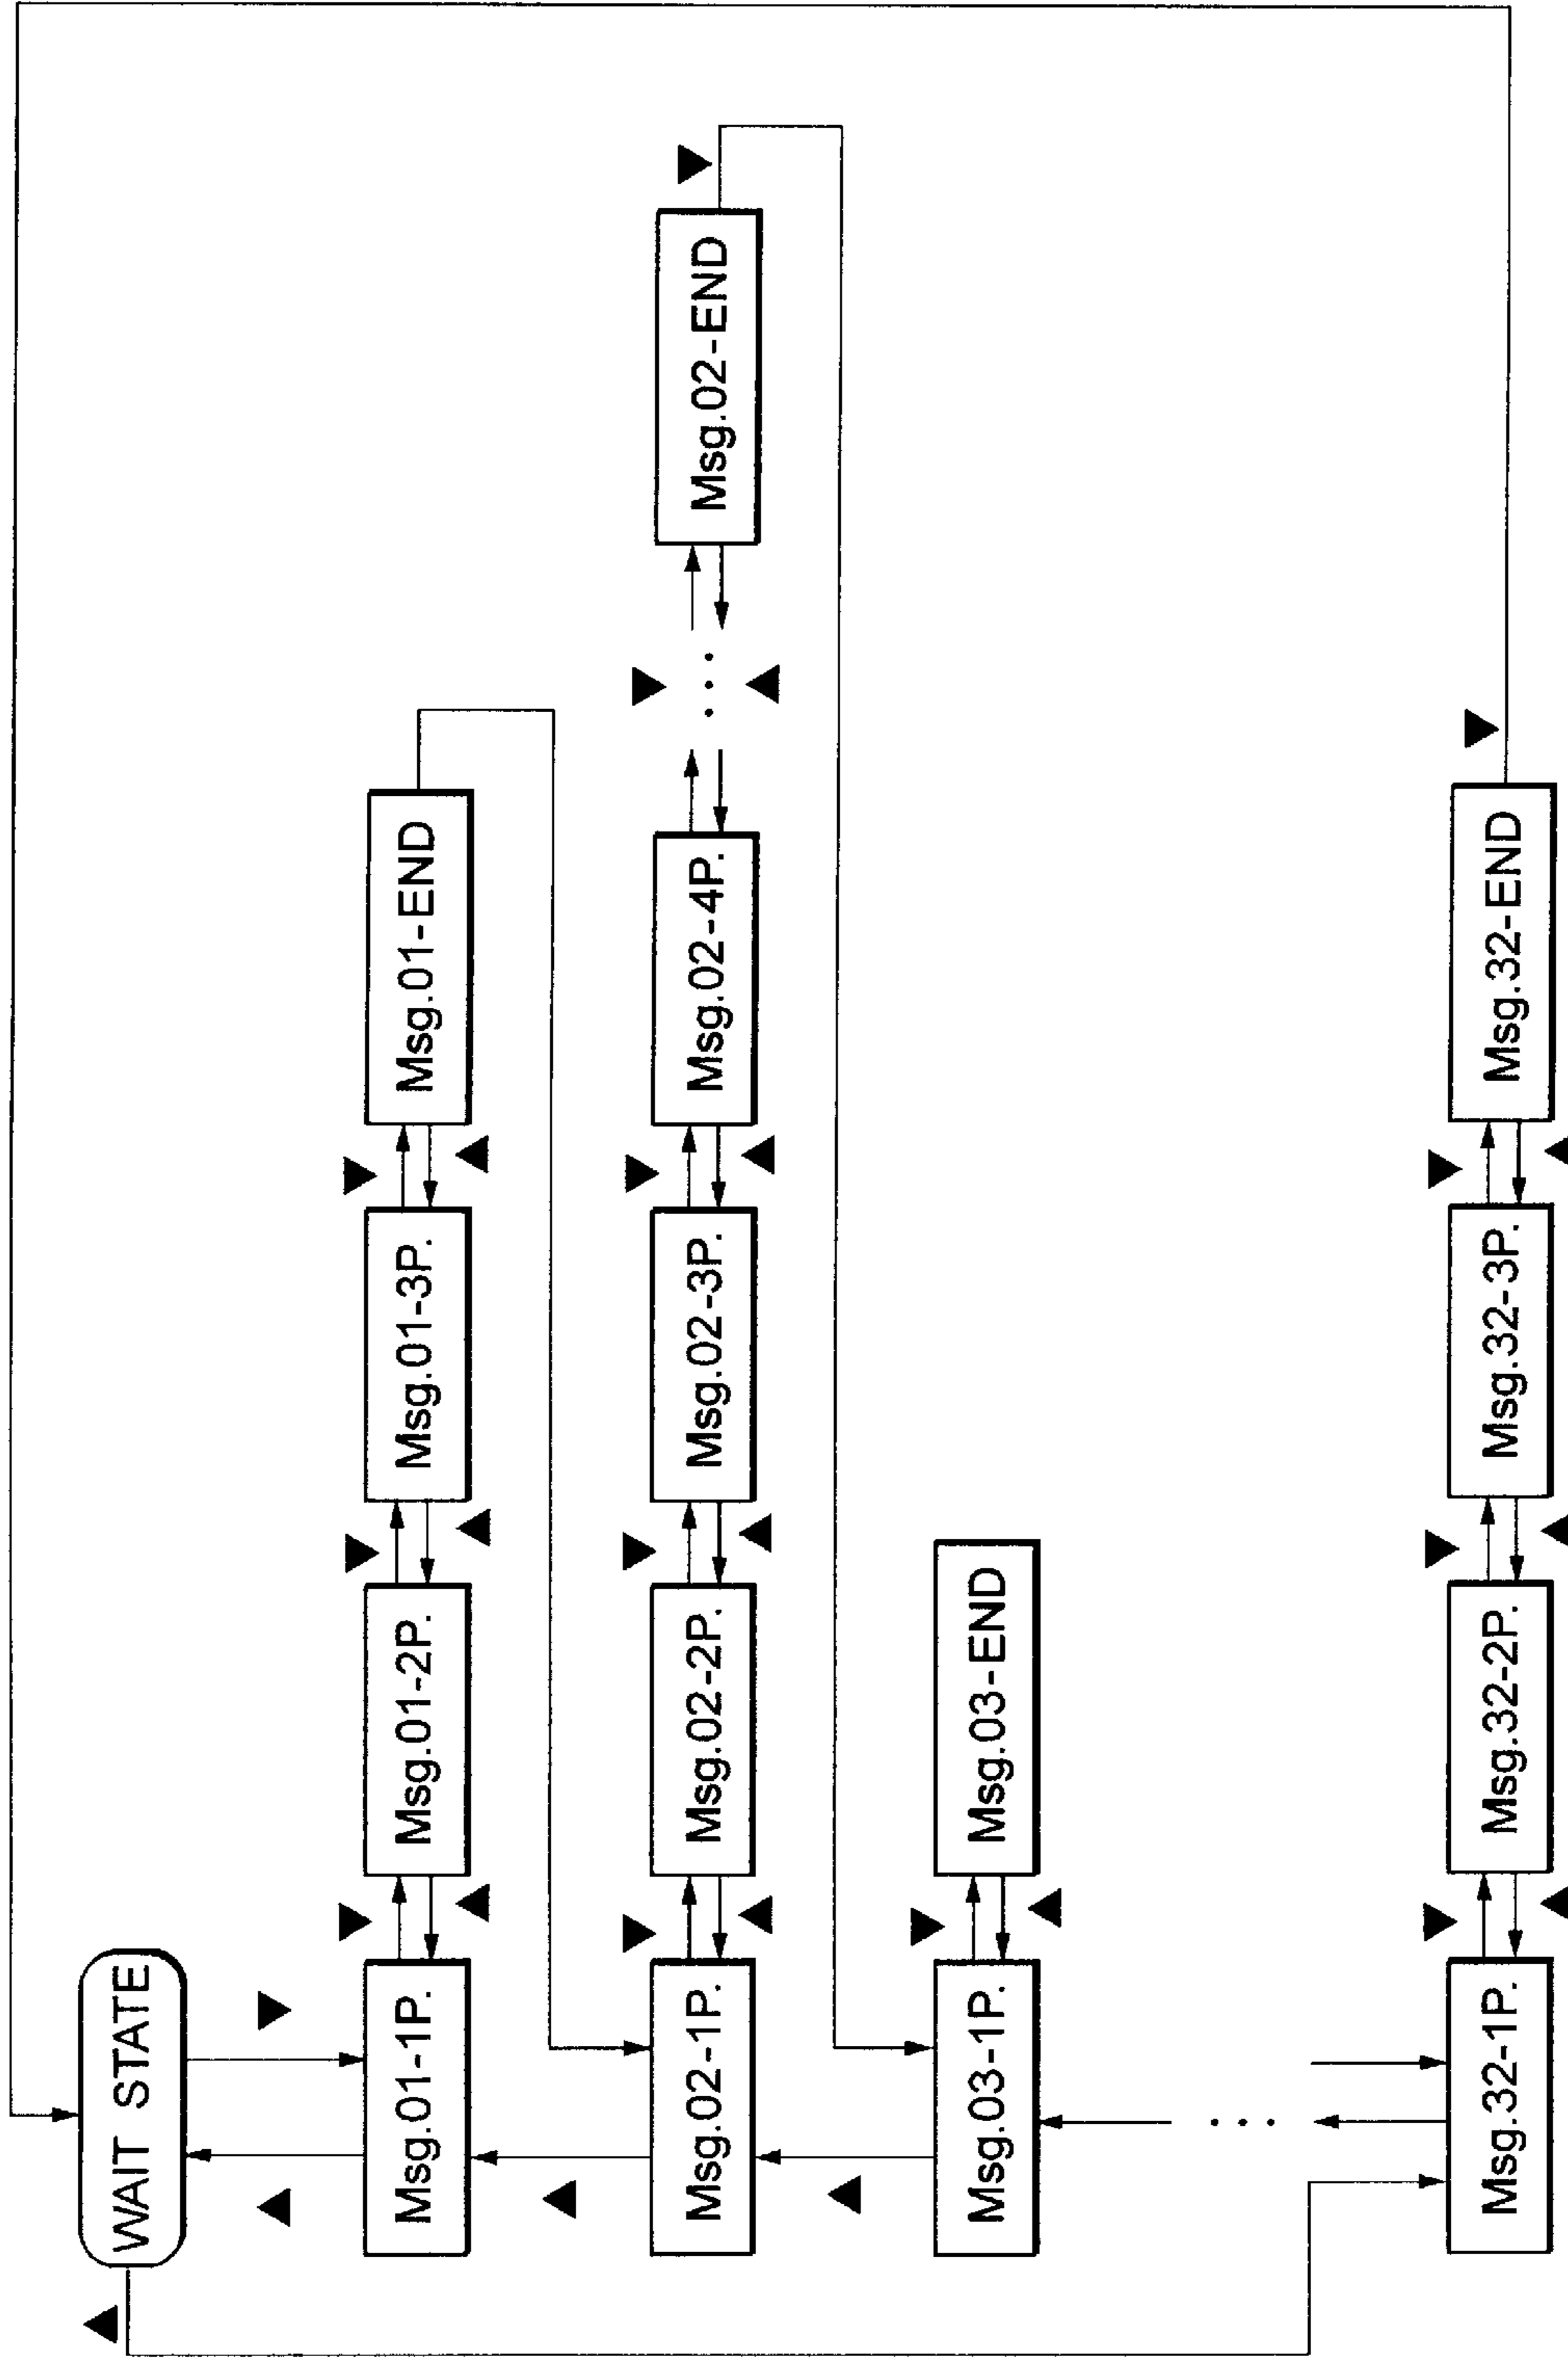 WAIT STATE
Msg.01-1P.
Msg.01-2P.
Msg.01-3P.
Msg.01-END
Msg.02-1P.
Msg.02-2P.
Msg.02-3P.
Msg.02-4P.
...
Msg.02-END
Msg.03-1P.
Msg.03-END
...
Msg.32-1P.
Msg.32-2P.
Msg.32-3P.
Msg.32-END